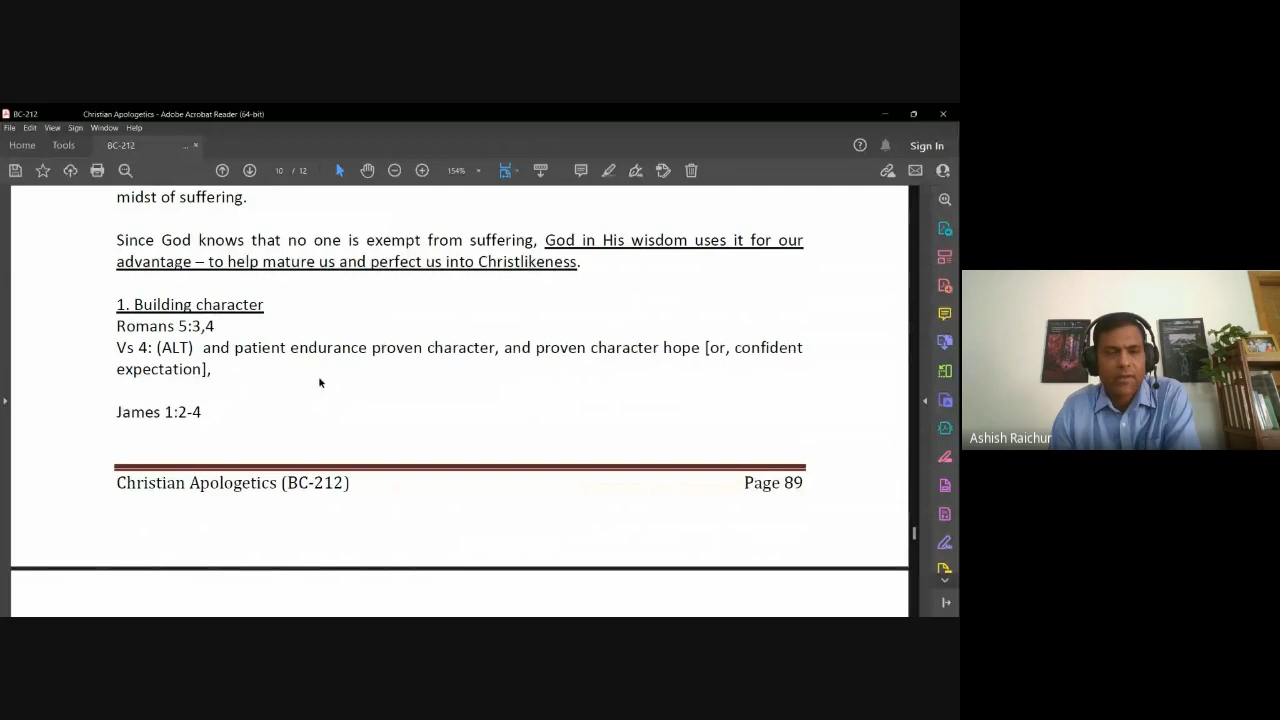 BC-212 Christian Apologetics - Adobe Acrobat Reader (64-bit)
File Edit View Sign Window Help
Home Tools BC-212 ... × Sign In
10 / 12 154%
midst of suffering.
Since God knows that no one is exempt from suffering, God in His wisdom uses it for our
advantage – to help mature us and perfect us into Christlikeness.
1. Building character
Romans 5:3,4
Vs 4: (ALT) and patient endurance proven character, and proven character hope [or, confident
expectation],
James 1:2-4
Christian Apologetics (BC-212) Page 89
Ashish Raichur